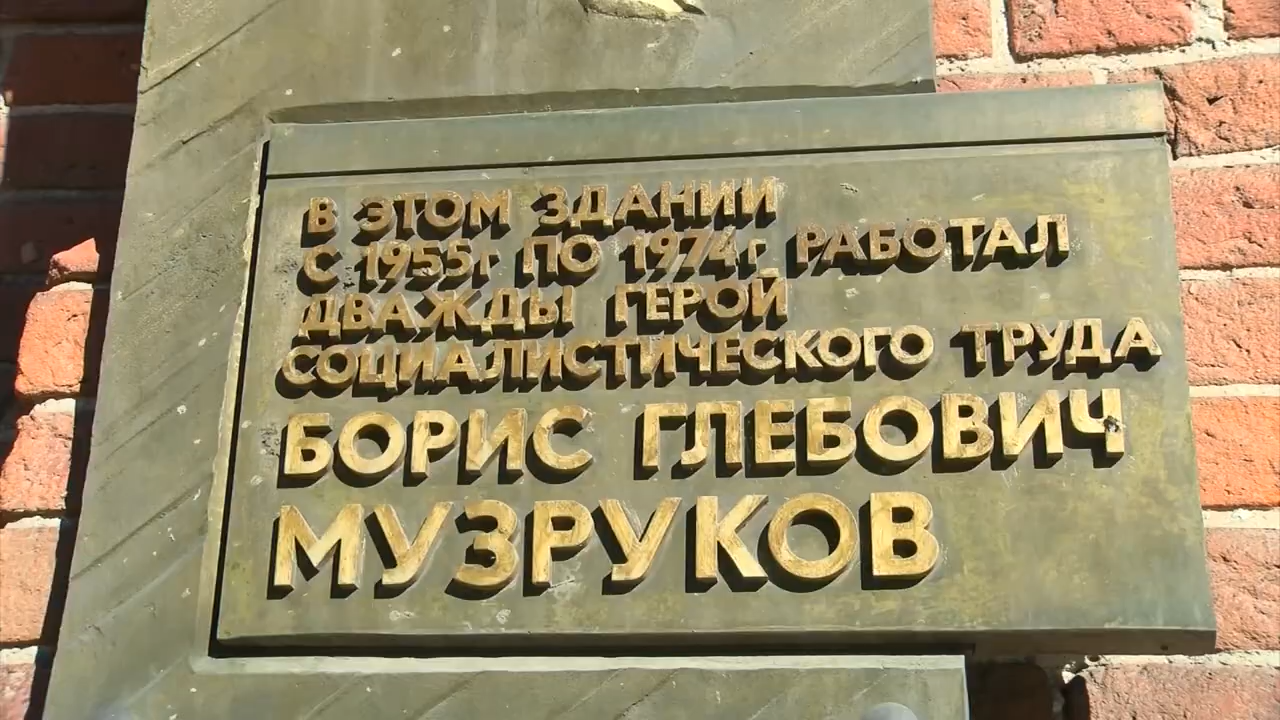 В ЭТОМ ЗДАНИИ
С 1955г ПО 1974г РАБОТАЛ
ДВАЖДЫ ГЕРОЙ
СОЦИАЛИСТИЧЕСКОГО ТРУДА
БОРИС ГЛЕБОВИЧ
МУЗРУКОВ